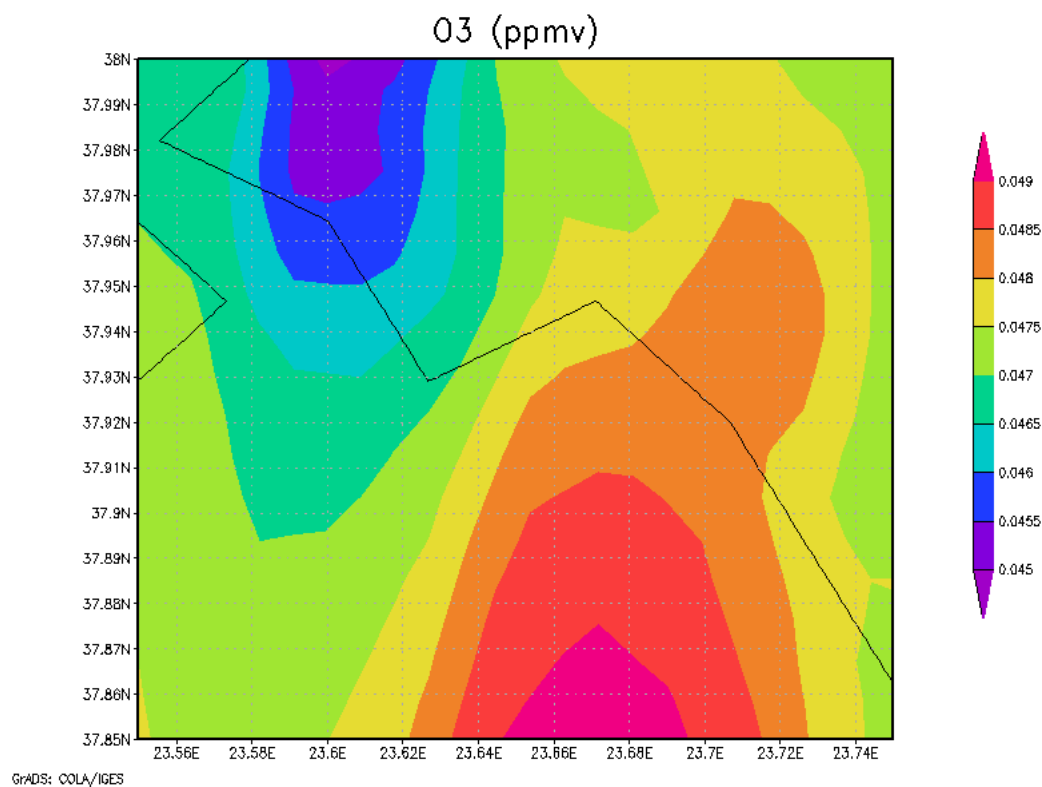 O3 (ppmv)
38N
37.99N
37.98N
37.97N
37.96N
37.95N
37.94N
37.93N
37.92N
37.91N
37.9N
37.89N
37.88N
37.87N
37.86N
37.85N
23.56E 23.58E 23.6E 23.62E 23.64E 23.66E 23.68E 23.7E 23.72E 23.74E
0.049
0.0485
0.048
0.0475
0.047
0.0465
0.046
0.0455
0.045
GrADS: COLA/IGES